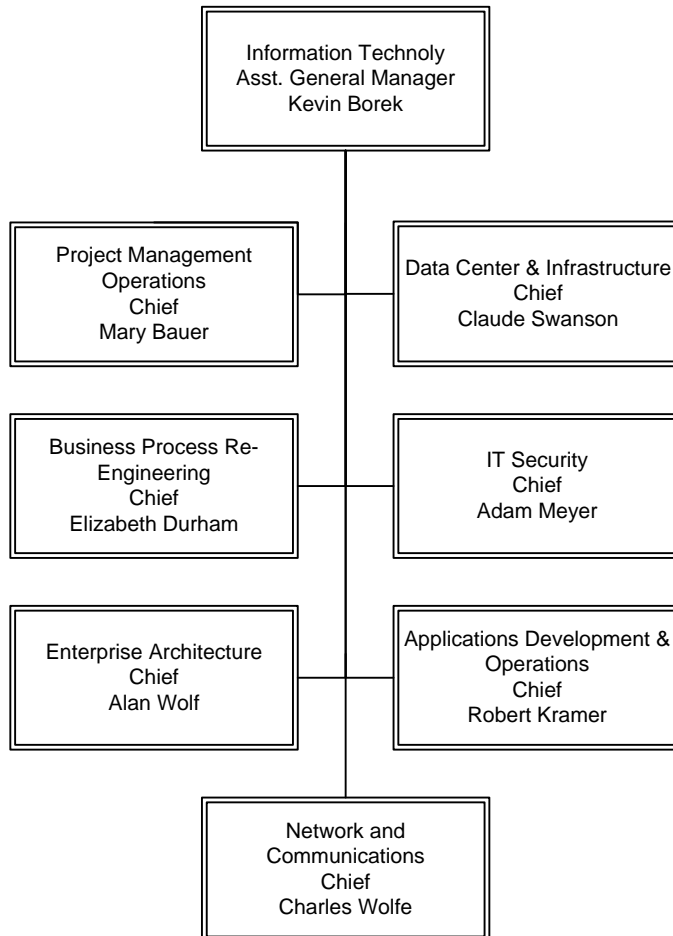 Information Technoly
Asst. General Manager
Kevin Borek
Project Management
Operations
Chief
Mary Bauer
Data Center & Infrastructure
Chief
Claude Swanson
Business Process Re-
Engineering
Chief
Elizabeth Durham
IT Security
Chief
Adam Meyer
Enterprise Architecture
Chief
Alan Wolf
Applications Development &
Operations
Chief
Robert Kramer
Network and
Communications
Chief
Charles Wolfe